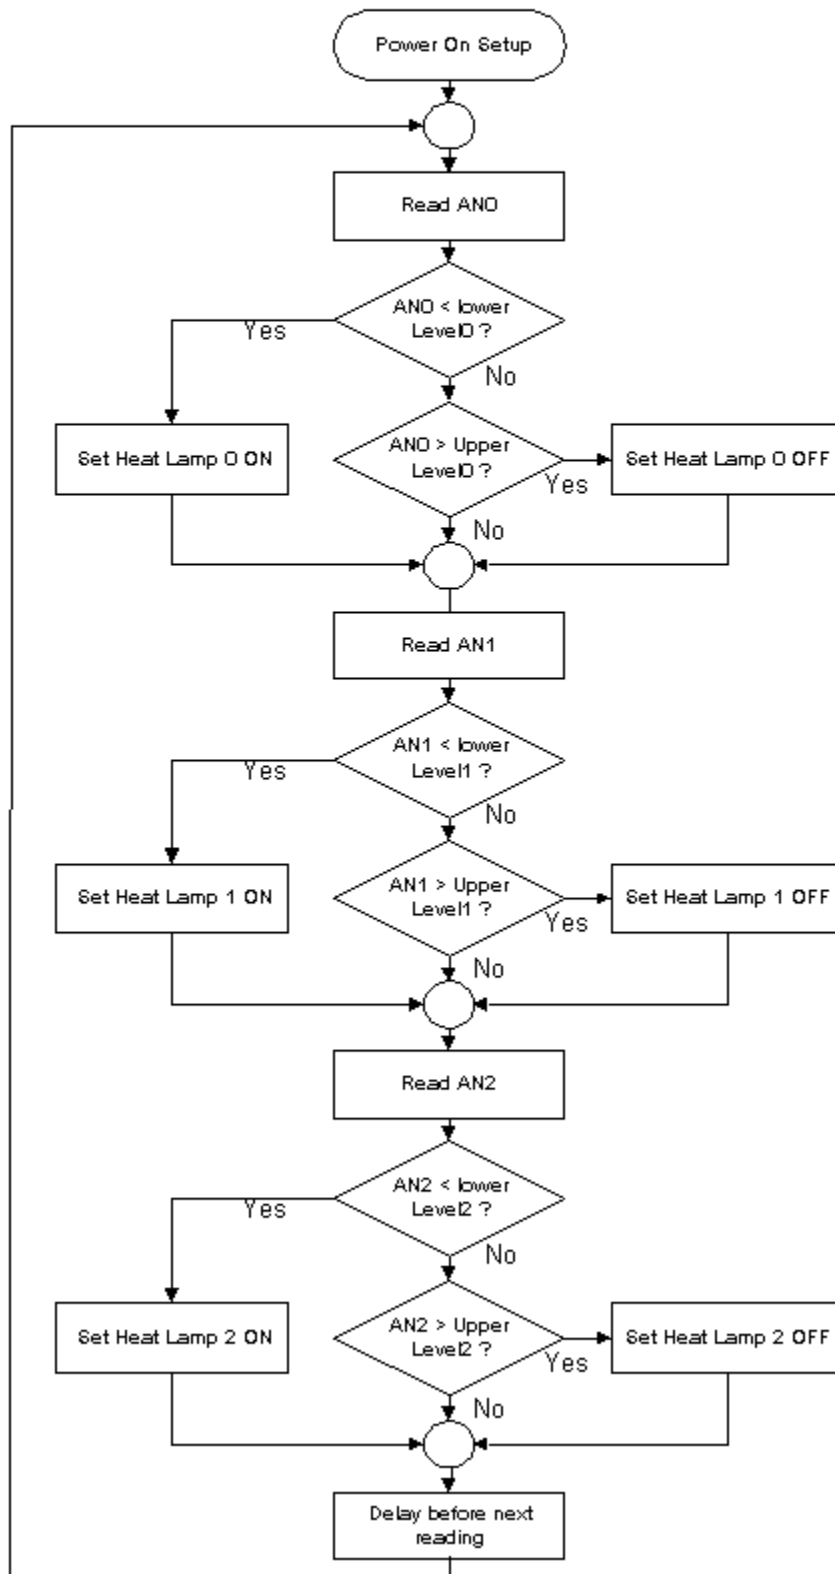 Power On Setup
Read AN0
AN0 < lower
Level0 ?
Yes
No
Set Heat Lamp 0 ON
AN0 > Upper
Level0 ?
Yes
Set Heat Lamp 0 OFF
No
Read AN1
AN1 < lower
Level1 ?
Yes
No
Set Heat Lamp 1 ON
AN1 > Upper
Level1 ?
Yes
Set Heat Lamp 1 OFF
No
Read AN2
AN2 < lower
Level2 ?
Yes
No
Set Heat Lamp 2 ON
AN2 > Upper
Level2 ?
Yes
Set Heat Lamp 2 OFF
No
Delay before next
reading